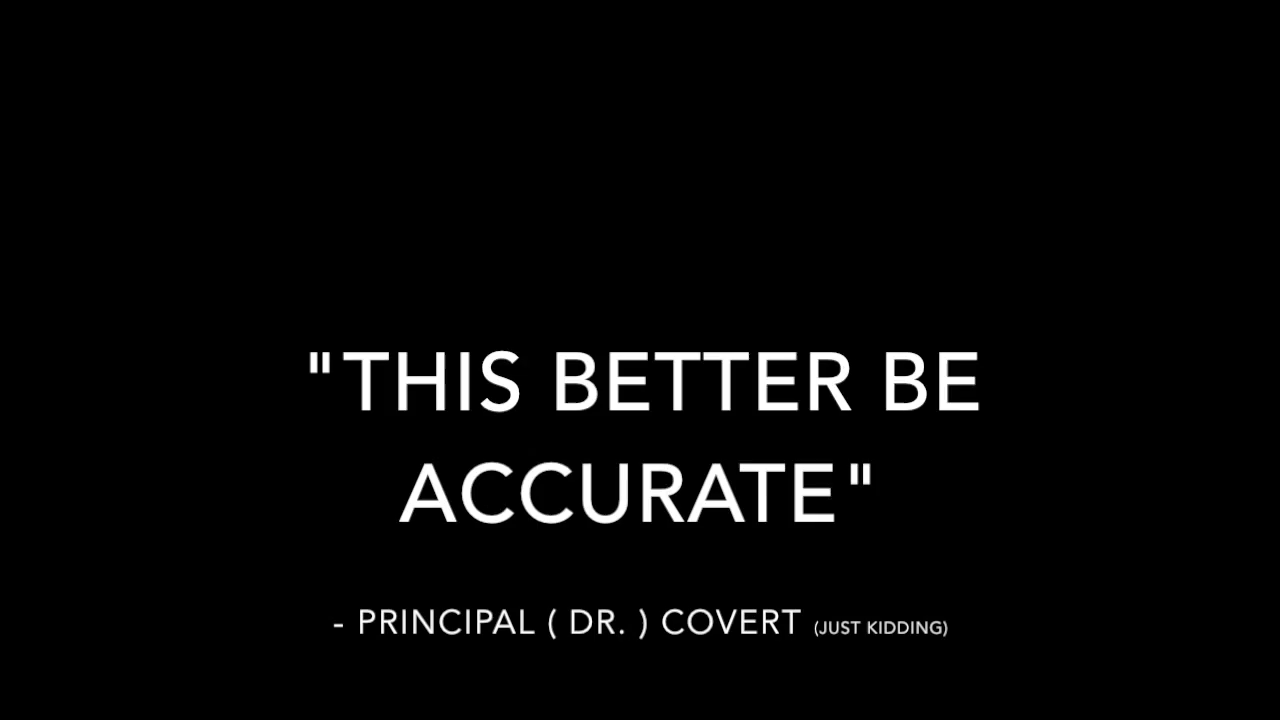 "THIS BETTER BE
ACCURATE"
- PRINCIPAL ( DR. ) COVERT (JUST KIDDING)